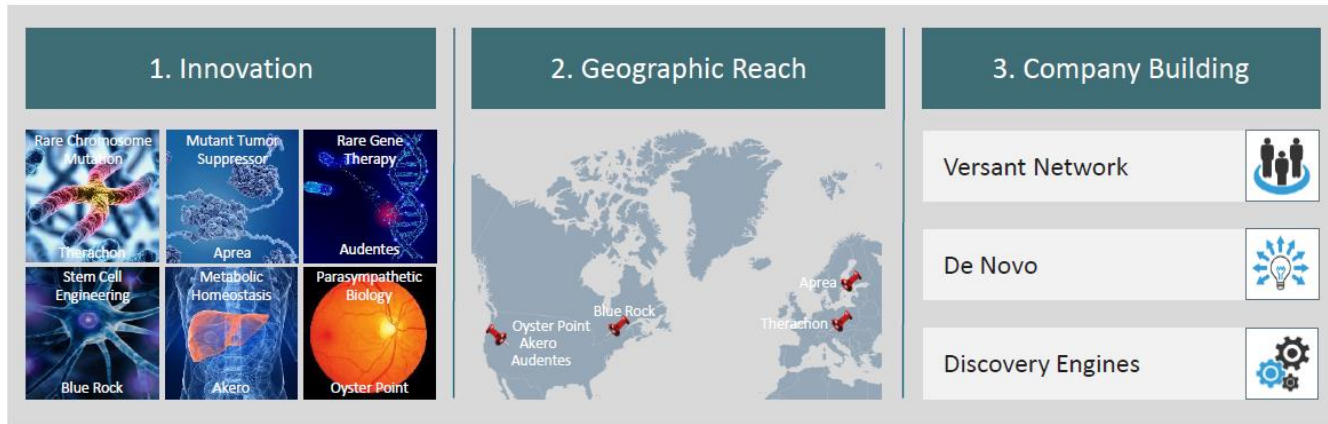 1. Innovation
Rare Chromosome
Mutation
Therachon
Mutant Tumor
Suppressor
Aprea
Rare Gene
Therapy
Audentes
Stem Cell
Engineering
Blue Rock
Metabolic
Homeostasis
Akero
Parasympathetic
Biology
Oyster Point
2. Geographic Reach
Aprea
Blue Rock
Therachon
Oyster Point
Akero
Audentes
3. Company Building
Versant Network
De Novo
Discovery Engines